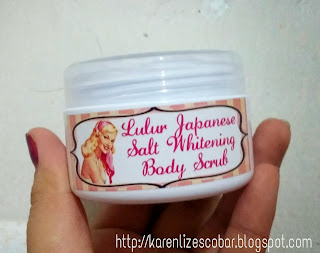 Lulur Japanese
Salt Whitening
Body Scrub
http://karenlizescobar.blogspot.com